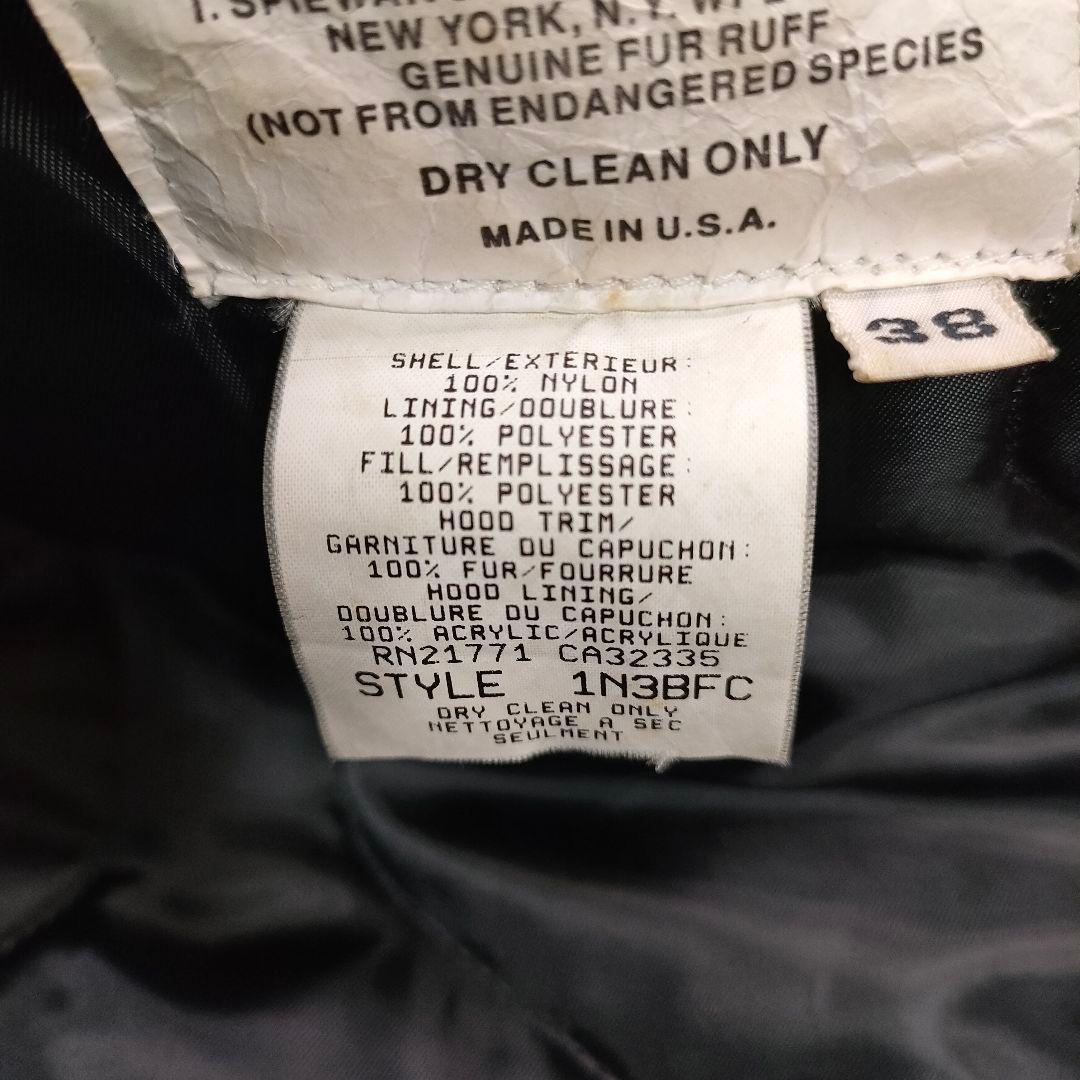 NEW YORK, N.Y.
GENUINE FUR RUFF
(NOT FROM ENDANGERED SPECIES
DRY CLEAN ONLY
MADE IN U.S.A.
38
SHELL/EXTERIEUR:
100% NYLON
LINING/DOUBLURE:
100% POLYESTER
FILL/REMPLISSAGE:
100% POLYESTER
HOOD TRIM/
GARNITURE DU CAPUCHON:
100% FUR/FOURRURE
HOOD LINING/
DOUBLURE DU CAPUCHON:
100% ACRYLIC/ACRYLIQUE
RN21771 CA32335
STYLE 1N3BFC
DRY CLEAN ONLY
NETTOYAGE A SEC
SEULMENT